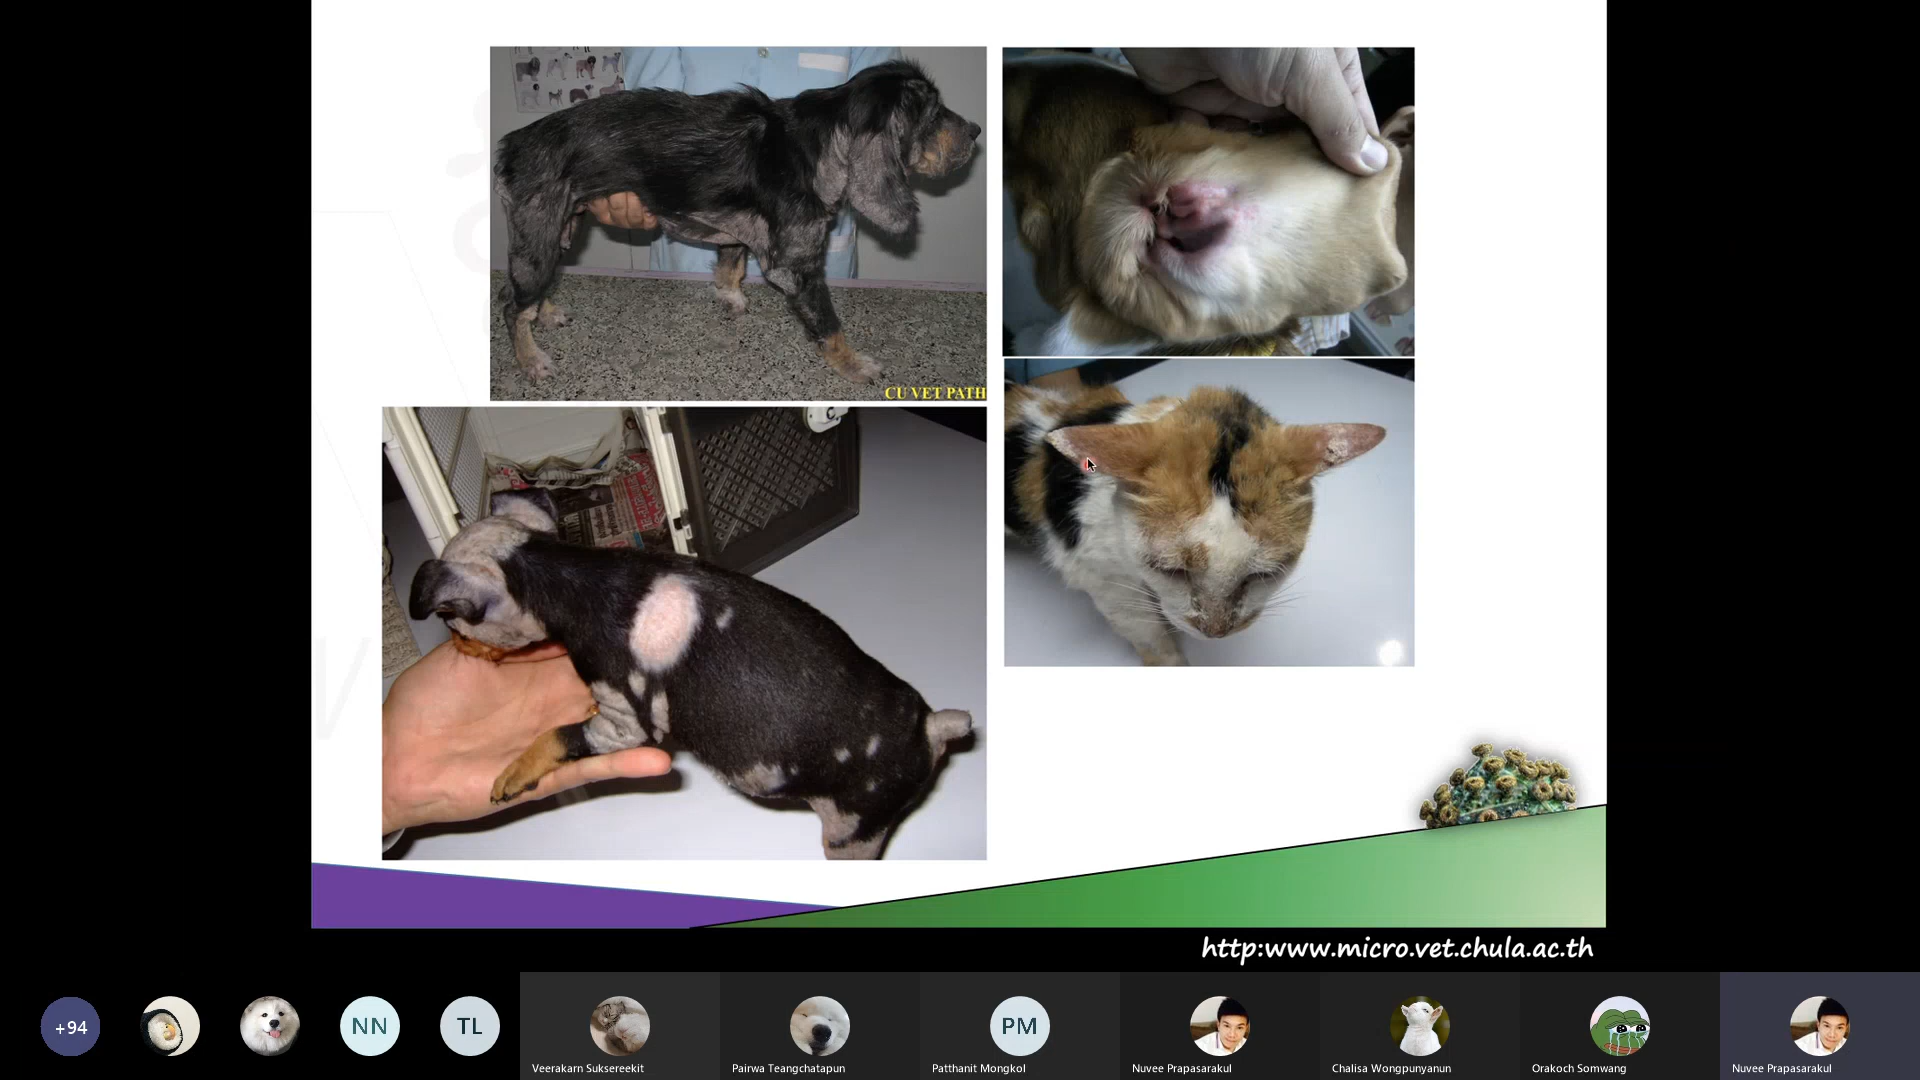 CU VET PATH
http:www.micro.vet.chula.ac.th
+94
NN
TL
PM
Veerakarn Suksereekit
Pairwa Teangchatapun
Patthanit Mongkol
Nuvee Prapasarakul
Chalisa Wongpunyanun
Orakoch Somwang
Nuvee Prapasarakul